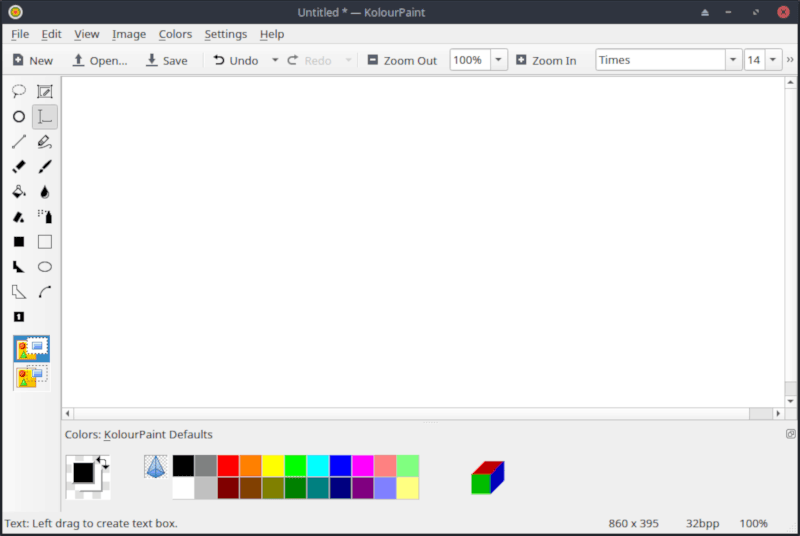 Untitled * — KolourPaint
File Edit View Image Colors Settings Help
New Open... Save Undo Redo Zoom Out 100% Zoom In Times 14
Colors: KolourPaint Defaults
Text: Left drag to create text box. 860 x 395 32bpp 100%